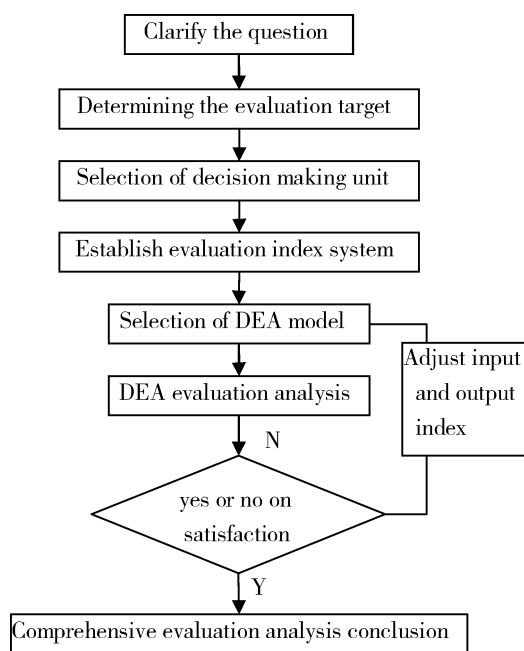 Clarify the question
Determining the evaluation target
Selection of decision making unit
Establish evaluation index system
Selection of DEA model
Adjust input
and output
index
DEA evaluation analysis
N
yes or no on
satisfaction
Y
Comprehensive evaluation analysis conclusion